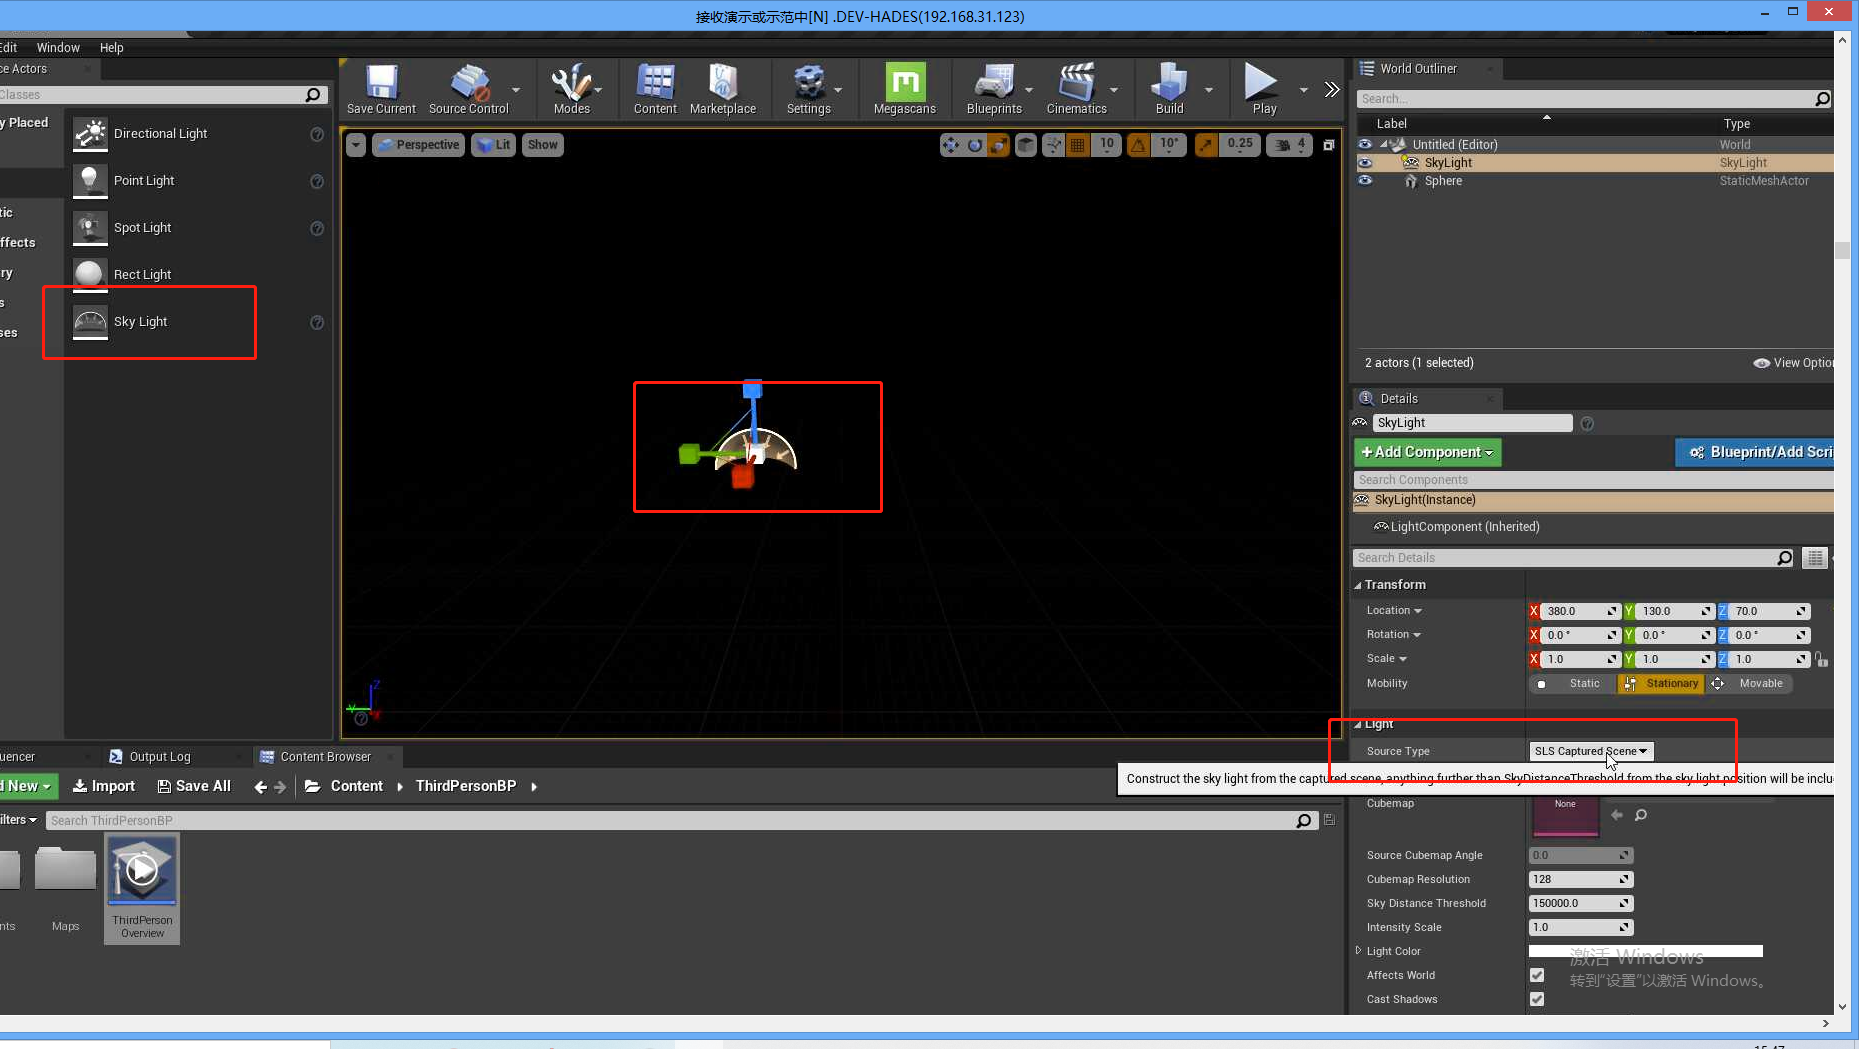 接收演示或示范中[N] .DEV-HADES(192.168.31.123)
Edit Window Help
ce Actors
Classes
y Placed
tic
ffects
ry
s
ses
Directional Light
Point Light
Spot Light
Rect Light
Sky Light
Save Current Source Control Modes Content Marketplace Settings Megascans Blueprints Cinematics Build Play
Perspective Lit Show
10 10° 0.25 4
World Outliner
Search...
Label Type
Untitled (Editor) World
SkyLight SkyLight
Sphere StaticMeshActor
2 actors (1 selected) View Optio
Details
SkyLight
+Add Component Blueprint/Add Scri
Search Components
SkyLight(Instance)
LightComponent (Inherited)
Search Details
Transform
Location X 380.0 Y 130.0 Z 70.0
Rotation X 0.0 ° Y 0.0 ° Z 0.0 °
Scale X 1.0 Y 1.0 Z 1.0
Mobility Static Stationary Movable
Light
Source Type SLS Captured Scene
Construct the sky light from the captured scene, anything further than SkyDistanceThreshold from the sky light position will be inclu
Cubemap None
Source Cubemap Angle 0.0
Cubemap Resolution 128
Sky Distance Threshold 150000.0
Intensity Scale 1.0
Light Color
Affects World
Cast Shadows
激活 Windows
转到“设置”以激活 Windows。
uencer Output Log Content Browser
d New Import Save All Content ThirdPersonBP
ilters Search ThirdPersonBP
nts
Maps
ThirdPerson
Overview
Z